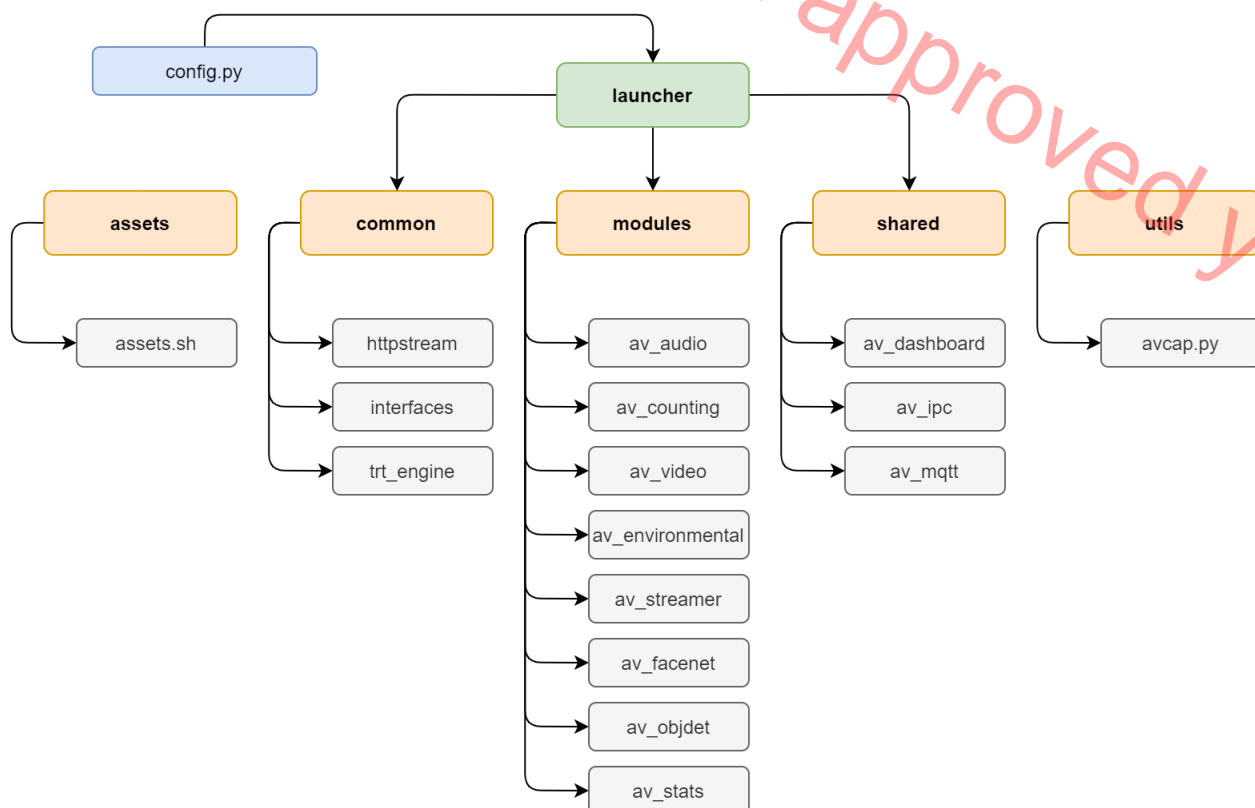 approved y
config.py
launcher
assets
common
modules
shared
utils
assets.sh
httpstream
av_audio
av_dashboard
avcap.py
interfaces
av_counting
av_ipc
trt_engine
av_video
av_mqtt
av_environmental
av_streamer
av_facenet
av_objdet
av_stats